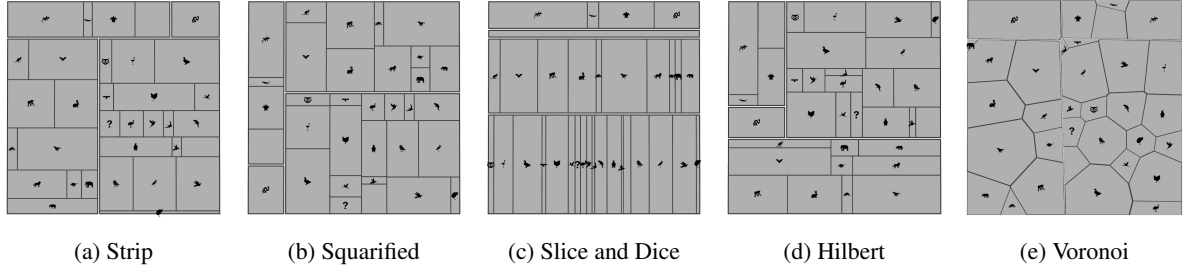 ?
?
?
?
(a) Strip
(b) Squarified
(c) Slice and Dice
(d) Hilbert
(e) Voronoi